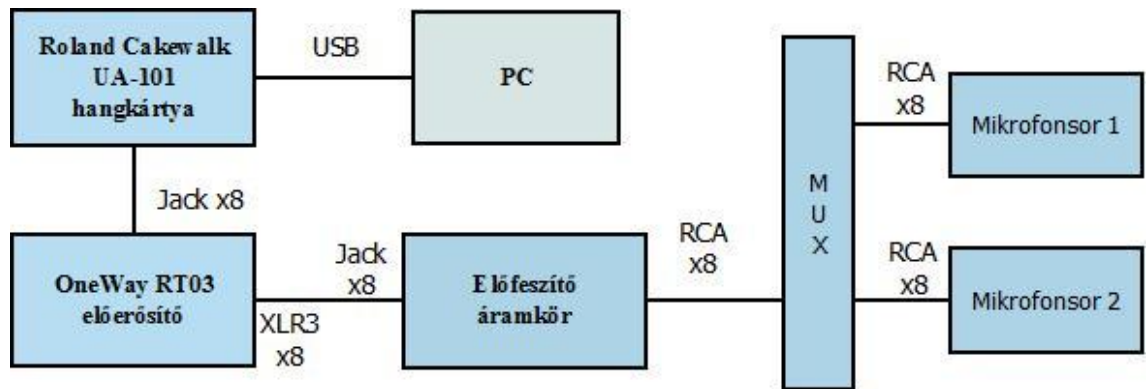 Roland Cakewalk
UA-101
hangkártya
USB
PC
RCA
x8
Mikrofonsor 1
Jack x8
M
U
X
OneWay RT03
előerősítő
XLR3
x8
Jack
x8
Előfeszítő
áramkör
RCA
x8
RCA
x8
Mikrofonsor 2